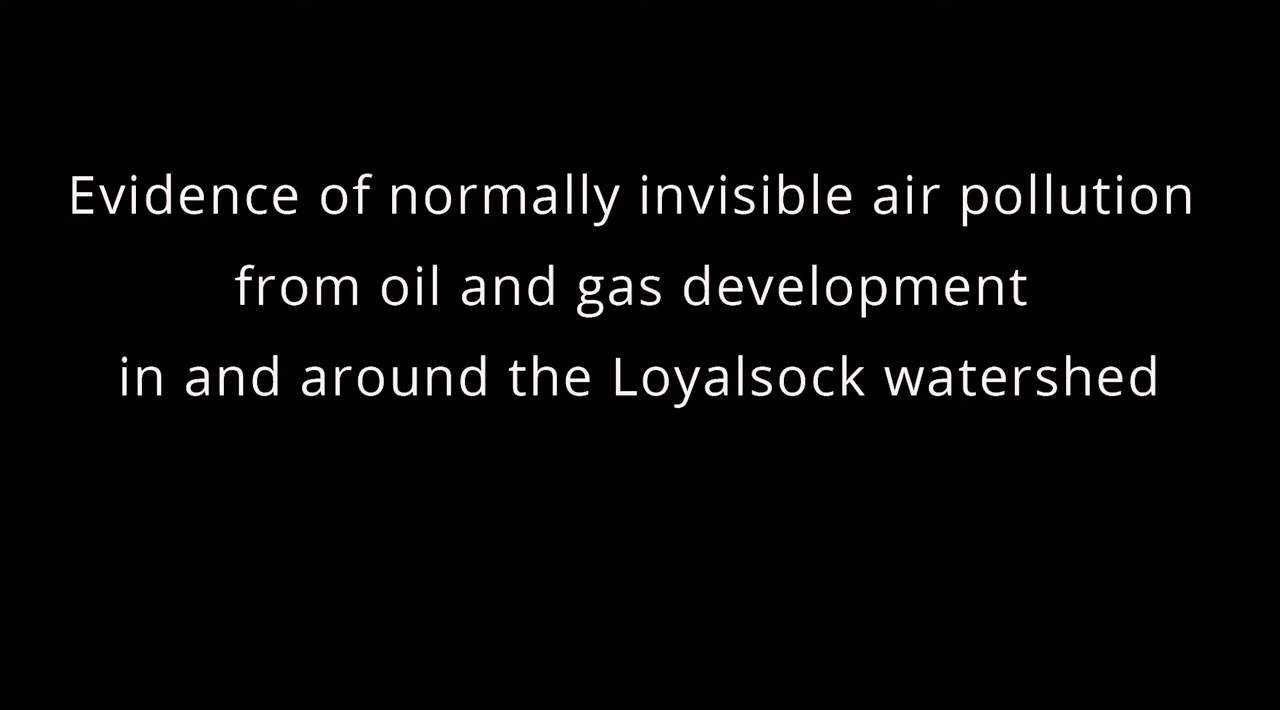 Evidence of normally invisible air pollution
from oil and gas development
in and around the Loyalsock watershed